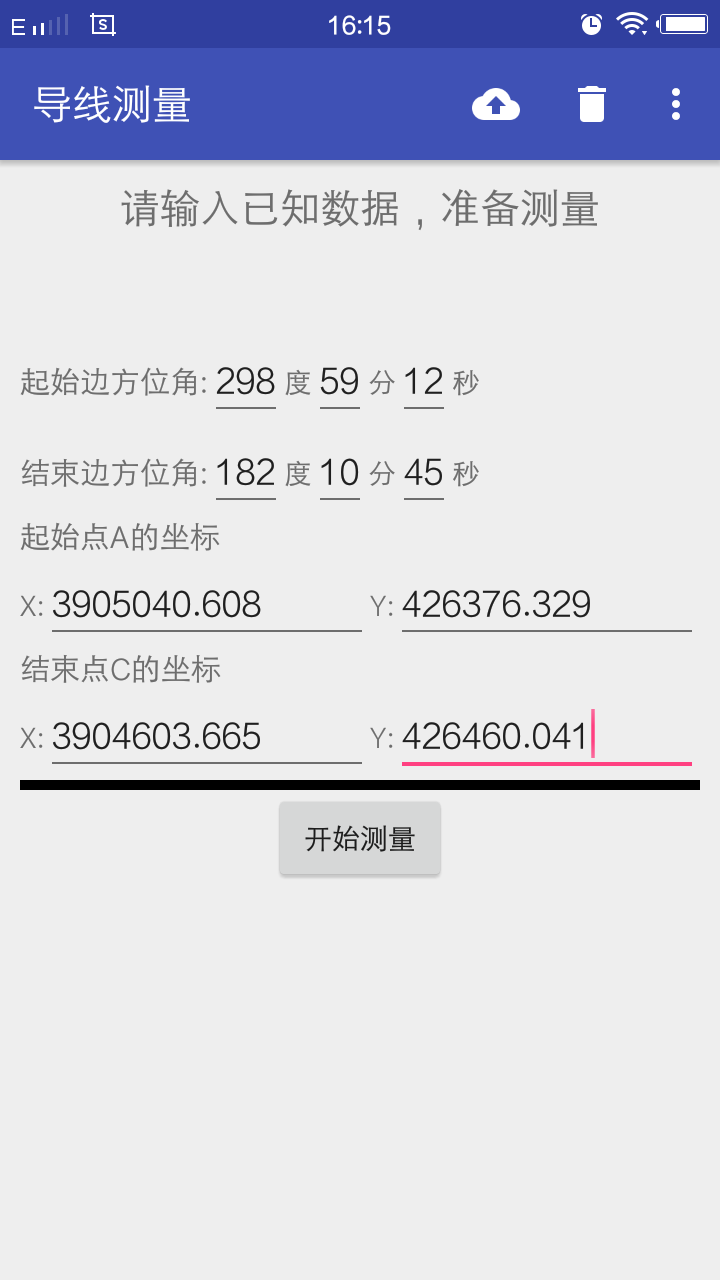 E 16:15
导线测量
请输入已知数据，准备测量
起始边方位角: 298 度 59 分 12 秒
结束边方位角: 182 度 10 分 45 秒
起始点A的坐标
X: 3905040.608 Y: 426376.329
结束点C的坐标
X: 3904603.665 Y: 426460.041
开始测量